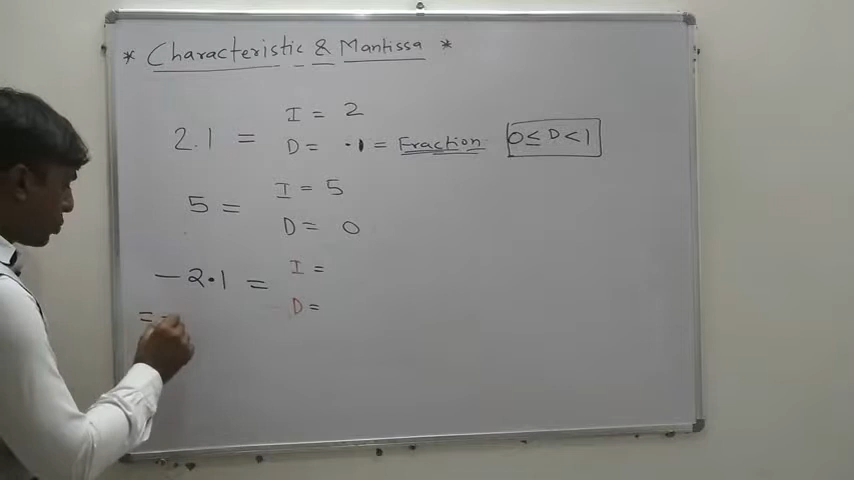 * Characteristic & Mantissa *
2.1 = I = 2
D = .1 = Fraction 0 ≤ D < 1
5 = I = 5
D = 0
-2.1 = I =
D =
= -